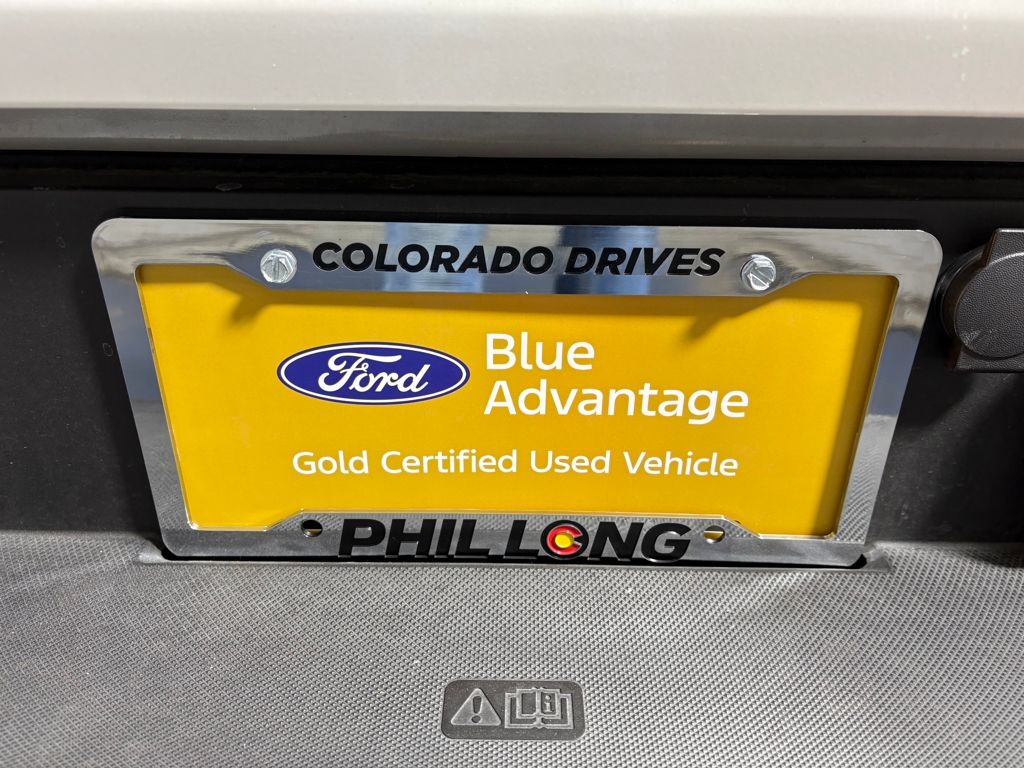 COLORADO DRIVES
Ford
Blue
Advantage
Gold Certified Used Vehicle
PHIL LONG